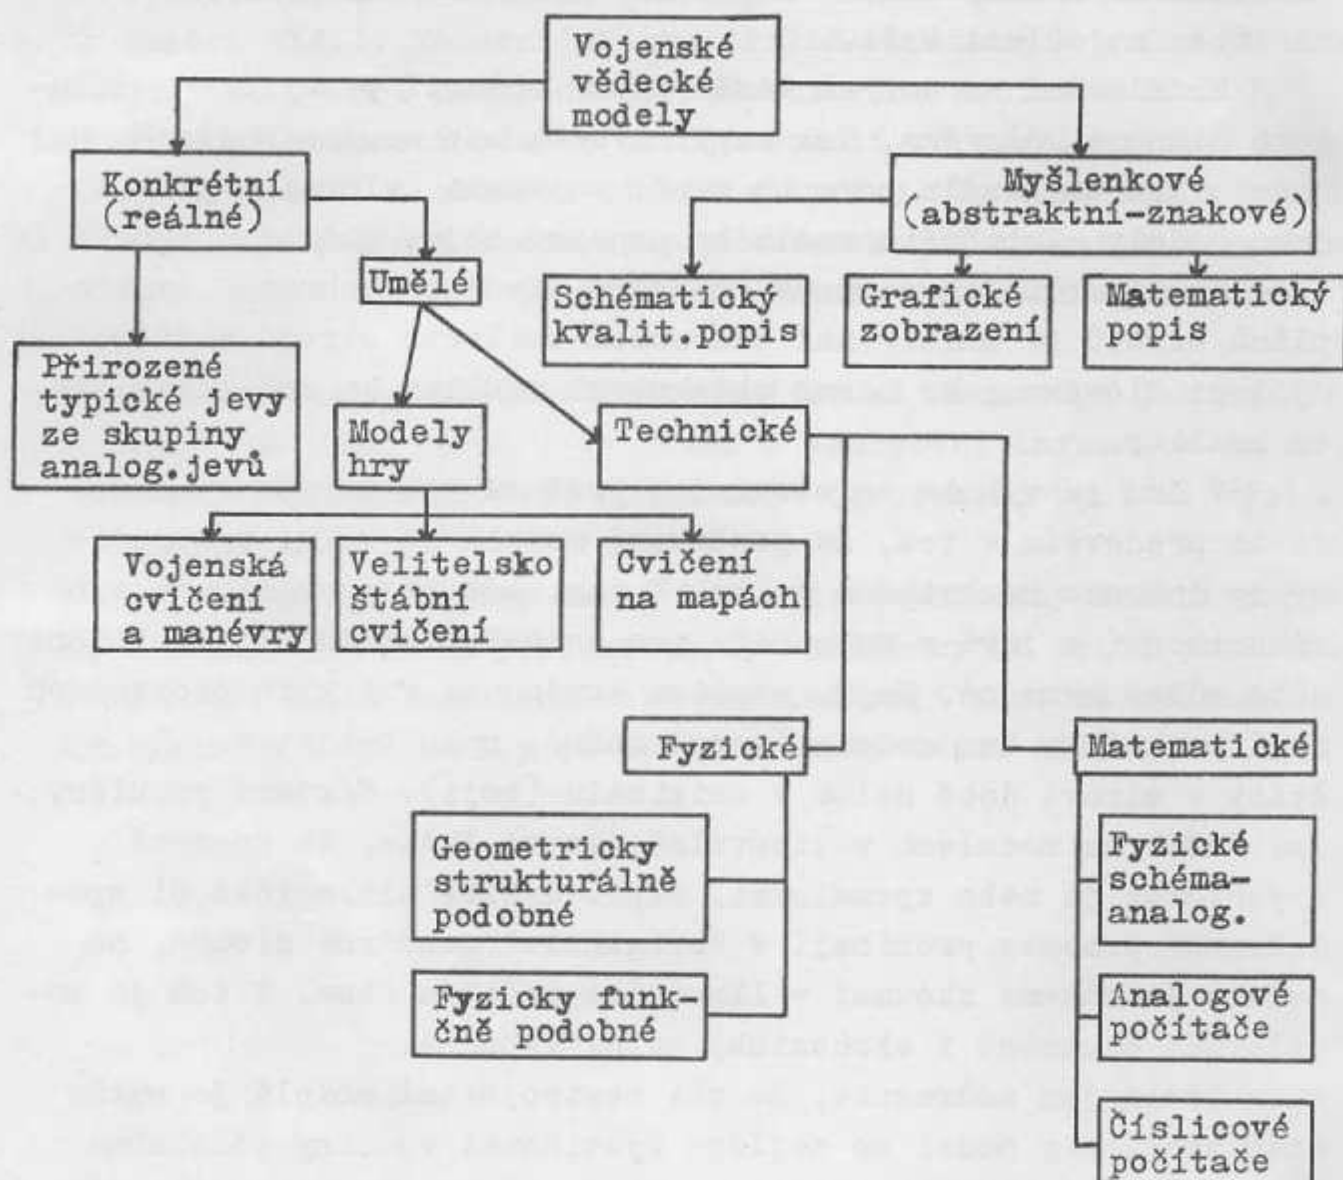 Vojenské
vědecké
modely
Konkrétní
(reálné)
Myšlenkové
(abstraktní-znakové)
Umělé
Schématický
kvalit.popis
Grafické
zobrazení
Matematický
popis
Přirozené
typické jevy
ze skupiny
analog.jevů
Modely
hry
Technické
Vojenská
cvičení
a manévry
Velitelsko
štábní
cvičení
Cvičení
na mapách
Fyzické
Matematické
Geometricky
strukturálně
podobné
Fyzické
schéma-
analog.
Fyzicky funk-
čně podobné
Analogové
počítače
Číslicové
počítače